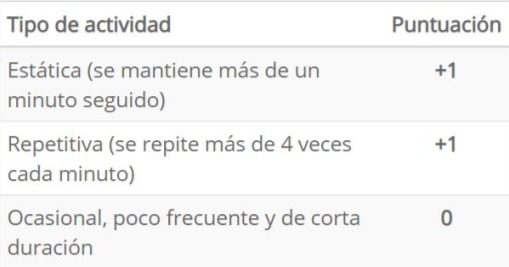 Tipo de actividad Puntuación
Estática (se mantiene más de un +1
minuto seguido)
Repetitiva (se repite más de 4 veces +1
cada minuto)
Ocasional, poco frecuente y de corta 0
duración